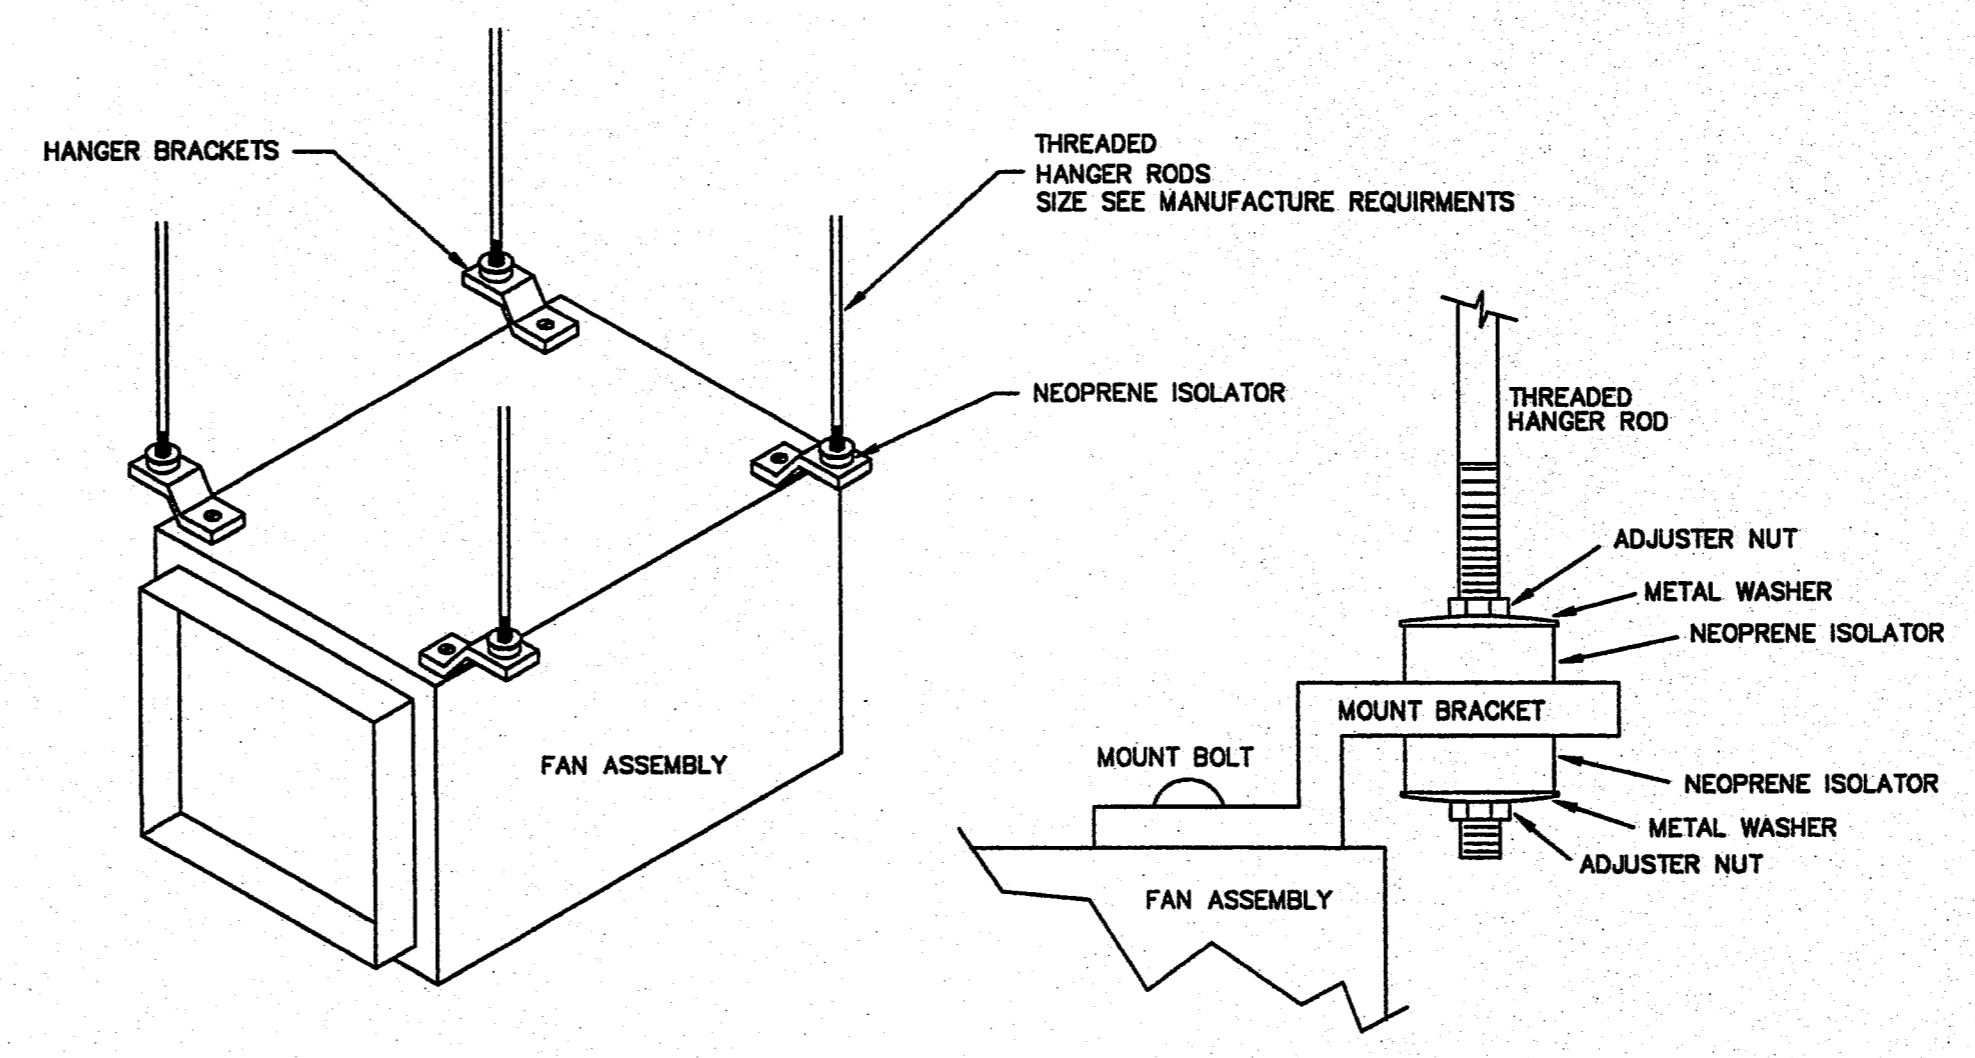 HANGER BRACKETS
THREADED
HANGER RODS
SIZE SEE MANUFACTURE REQUIRMENTS
NEOPRENE ISOLATOR
FAN ASSEMBLY
THREADED
HANGER ROD
ADJUSTER NUT
METAL WASHER
NEOPRENE ISOLATOR
MOUNT BRACKET
MOUNT BOLT
NEOPRENE ISOLATOR
METAL WASHER
ADJUSTER NUT
FAN ASSEMBLY